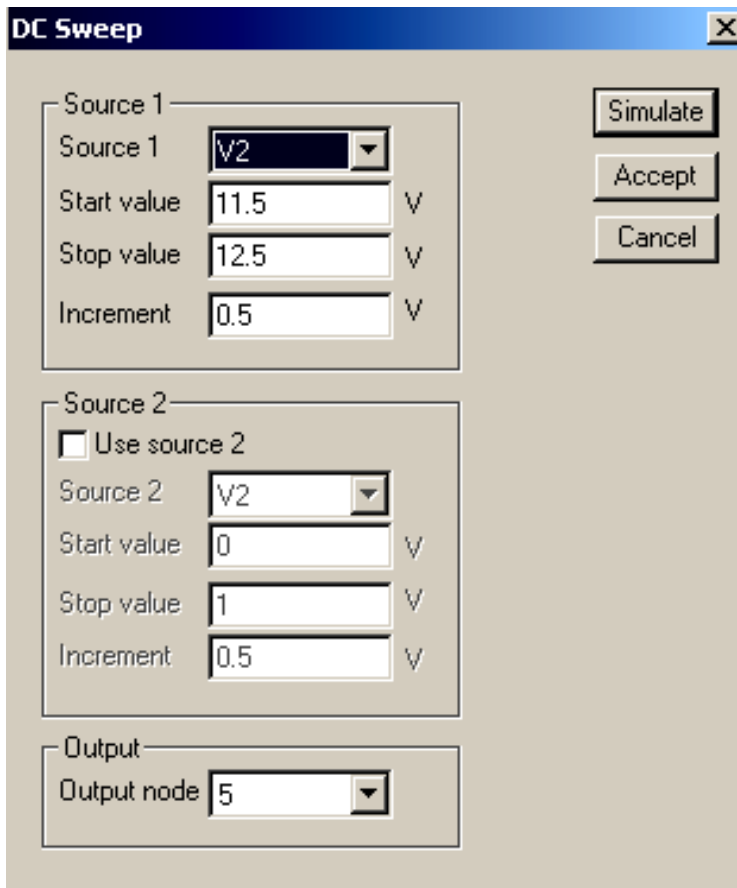 DC Sweep
Source 1
Source 1 V2
Start value 11.5 V
Stop value 12.5 V
Increment 0.5 V
Simulate
Accept
Cancel
Source 2
Use source 2
Source 2 V2
Start value 0 V
Stop value 1 V
Increment 0.5 V
Output
Output node 5